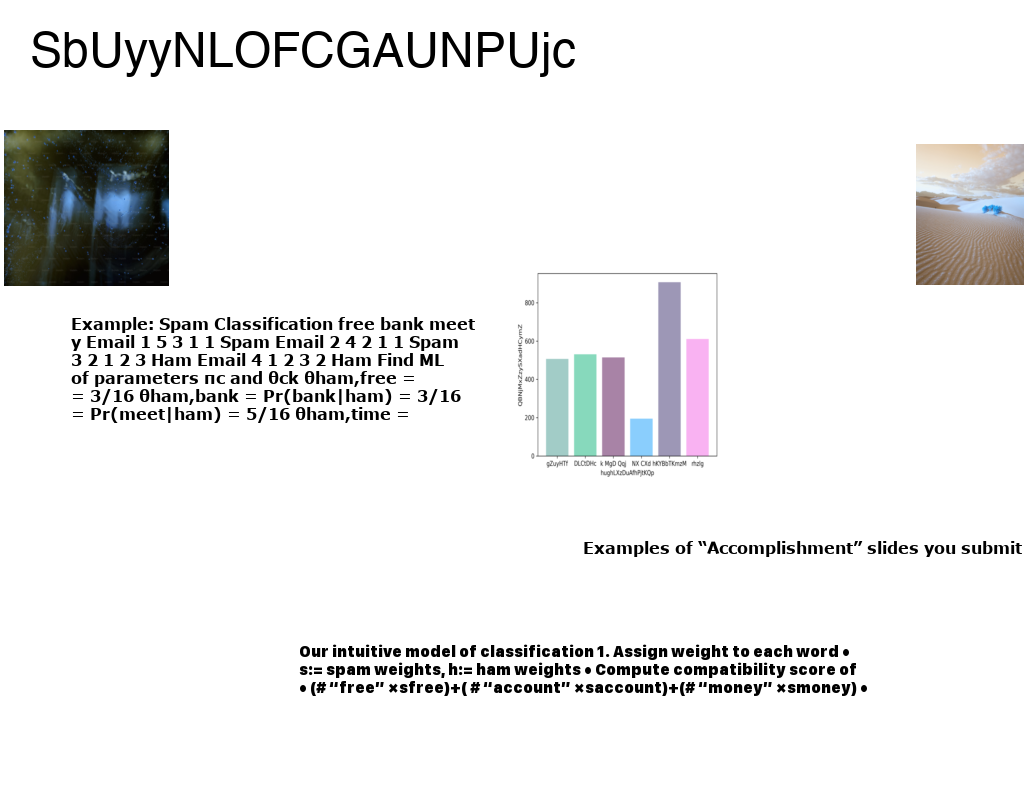 SbUyyNLOFCGAUNPUjc
Example: Spam Classification free bank meet
y Email 1 5 3 1 1 Spam Email 2 4 2 1 1 Spam
3 2 1 2 3 Ham Email 4 1 2 3 2 Ham Find ML
of parameters πc and θck θham,free =
= 3/16 θham,bank = Pr(bank|ham) = 3/16
= Pr(meet|ham) = 5/16 θham,time =
800
600
400
200
0
gZuyHTf DLCtDHc k MgD Qqj NX CXd hKYBbTKmzM rhzig
Examples of “Accomplishment” slides you submit
Our intuitive model of classification 1. Assign weight to each word •
s:= spam weights, h:= ham weights • Compute compatibility score of
• (# “free” ×sfree)+( # “account” ×saccount)+(# “money” ×smoney) •